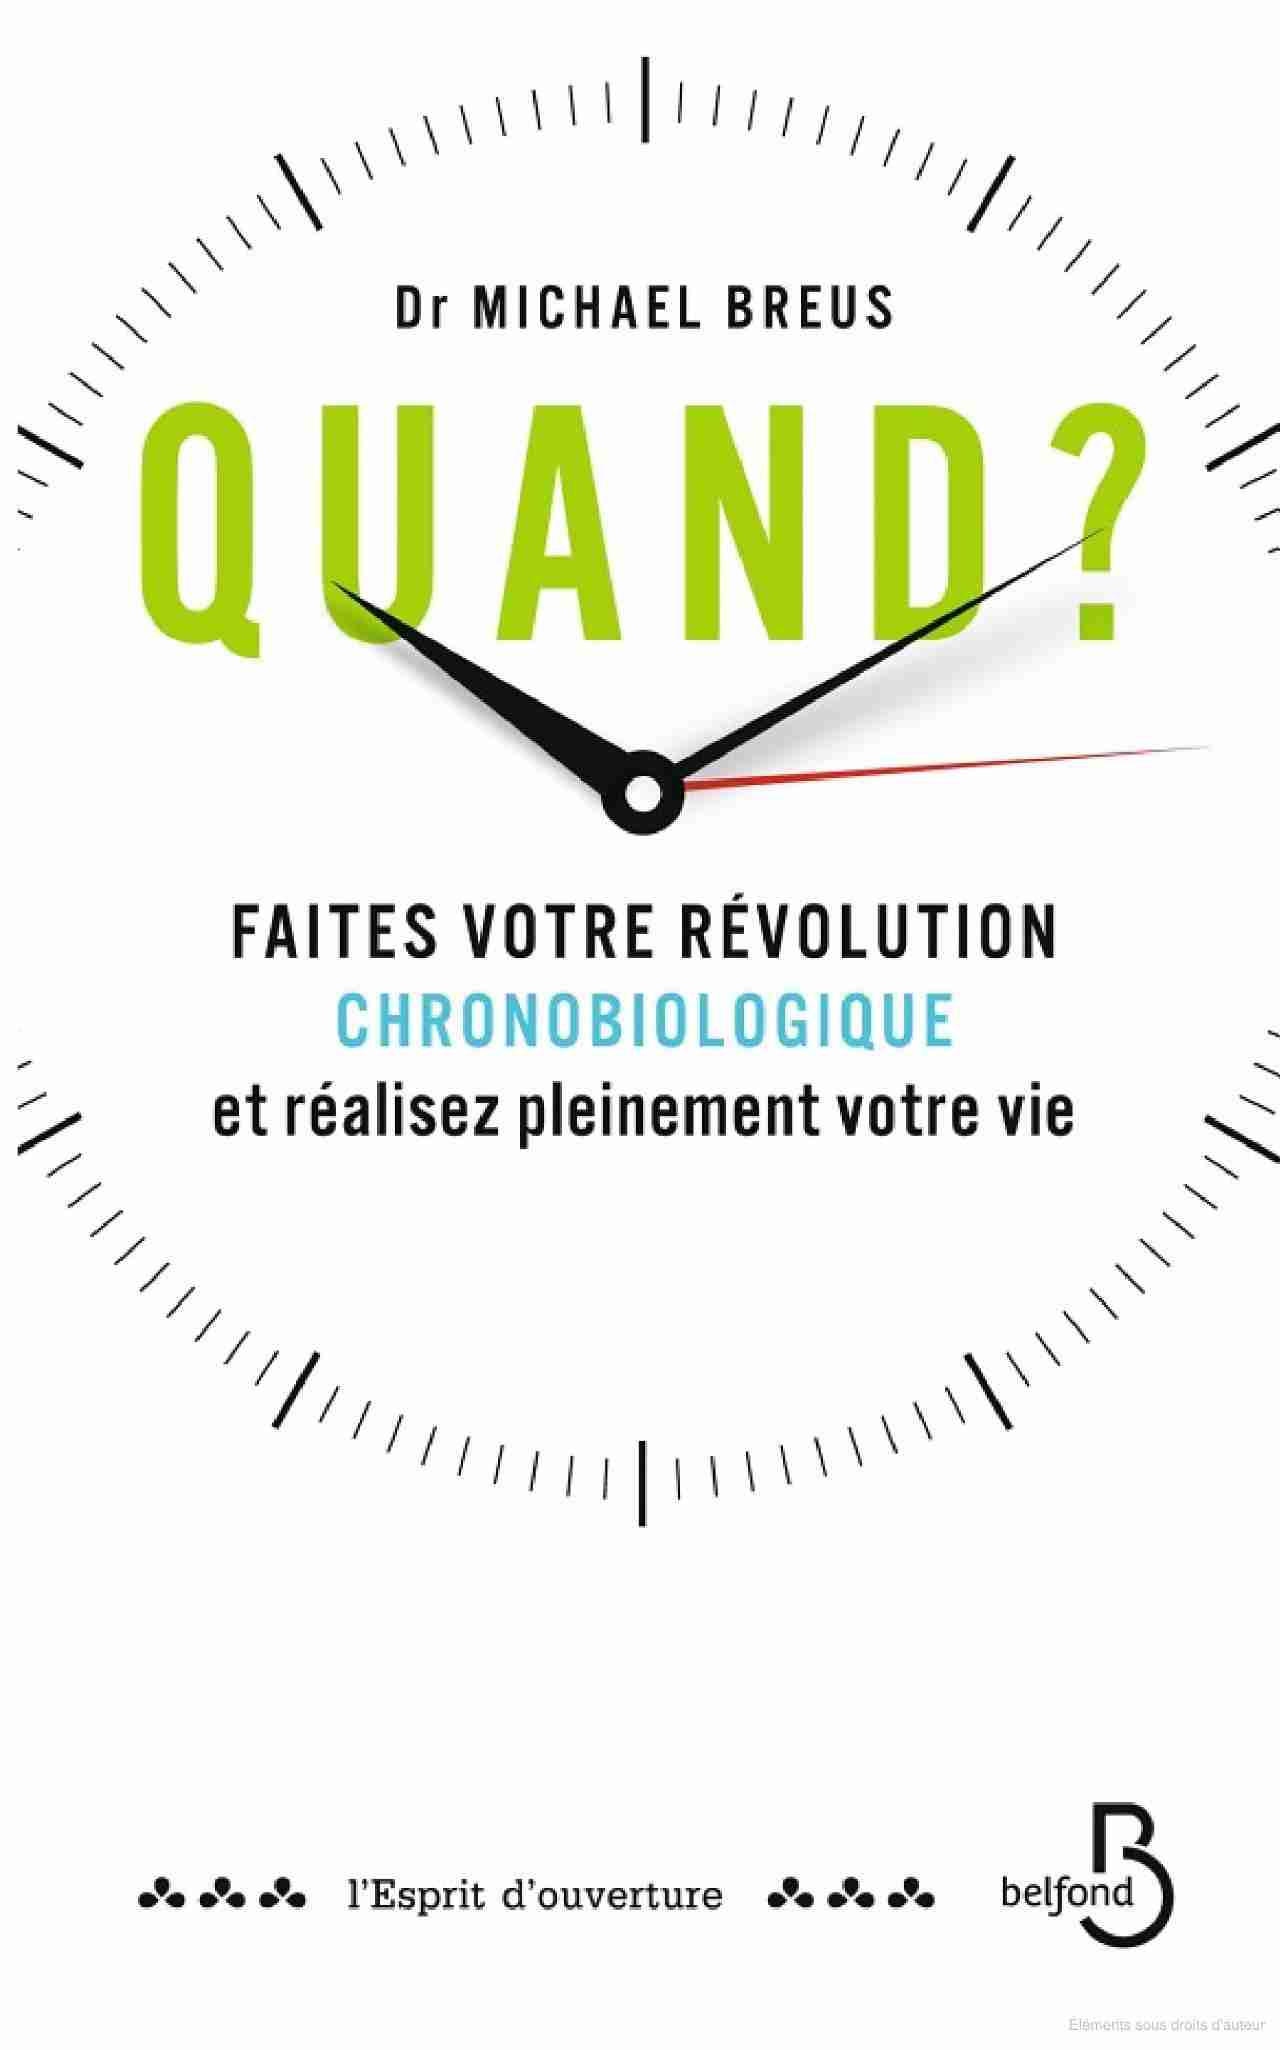 Dr MICHAEL BREUS
QUAND?
FAITES VOTRE RÉVOLUTION
CHRONOBIOLOGIQUE
et réalisez pleinement votre vie
l'Esprit d'ouverture
belfond
B
Éléments sous droits d'auteur